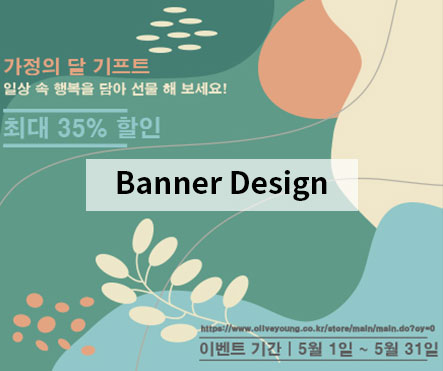 가정의 달 기프트
일상 속 행복을 담아 선물 해 보세요!
최대 35% 할인
Banner Design
https://www.oliveyoung.co.kr/store/main/main.do?oy=0
이벤트 기간 | 5월 1일 ~ 5월 31일